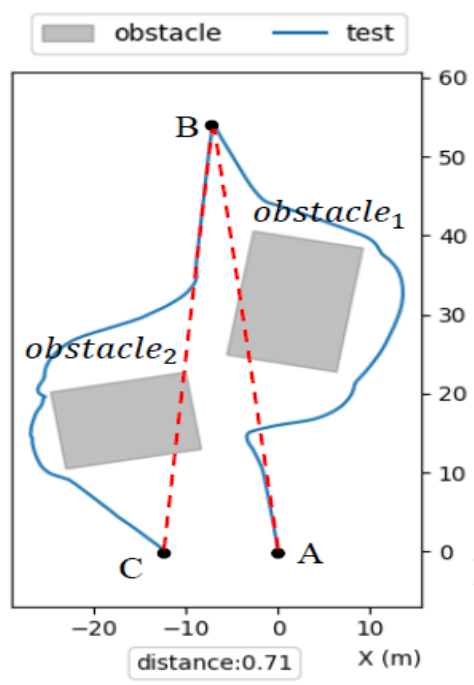 obstacle test
60
B
50
obstacle₁
40
30
obstacle₂
20
10
C A 0
−20 −10 0 10
distance:0.71 X (m)